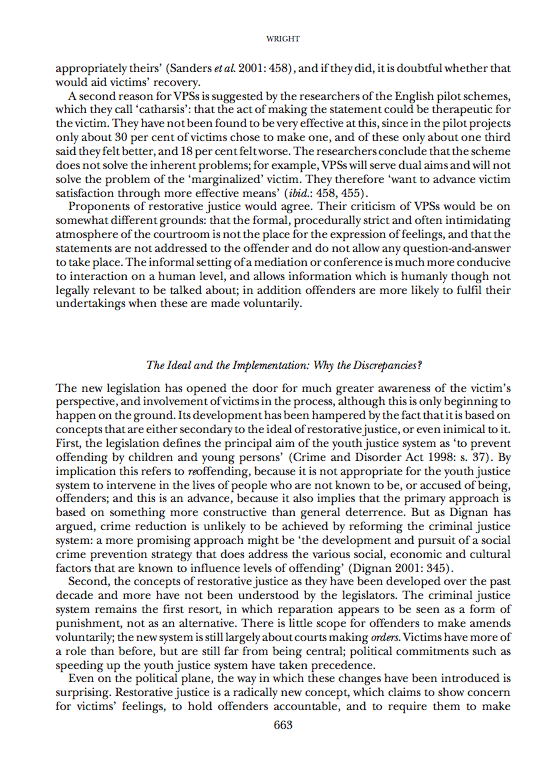 WRIGHT
appropriately theirs’ (Sanders et al. 2001: 458), and if they did, it is doubtful whether that
would aid victims’ recovery.
A second reason for VPSs is suggested by the researchers of the English pilot schemes,
which they call ‘catharsis’: that the act of making the statement could be therapeutic for
the victim. They have not been found to be very effective at this, since in the pilot projects
only about 30 per cent of victims chose to make one, and of these only about one third
said they felt better, and 18 per cent felt worse. The researchers conclude that the scheme
does not solve the inherent problems; for example, VPSs will serve dual aims and will not
solve the problem of the ‘marginalized’ victim. They therefore ‘want to advance victim
satisfaction through more effective means’ (ibid.: 458, 455).
Proponents of restorative justice would agree. Their criticism of VPSs would be on
somewhat different grounds: that the formal, procedurally strict and often intimidating
atmosphere of the courtroom is not the place for the expression of feelings, and that the
statements are not addressed to the offender and do not allow any question-and-answer
to take place. The informal setting of a mediation or conference is much more conducive
to interaction on a human level, and allows information which is humanly though not
legally relevant to be talked about; in addition offenders are more likely to fulfil their
undertakings when these are made voluntarily.
The Ideal and the Implementation: Why the Discrepancies?
The new legislation has opened the door for much greater awareness of the victim’s
perspective, and involvement of victims in the process, although this is only beginning to
happen on the ground. Its development has been hampered by the fact that it is based on
concepts that are either secondary to the ideal of restorative justice, or even inimical to it.
First, the legislation defines the principal aim of the youth justice system as ‘to prevent
offending by children and young persons’ (Crime and Disorder Act 1998: s. 37). By
implication this refers to reoffending, because it is not appropriate for the youth justice
system to intervene in the lives of people who are not known to be, or accused of being,
offenders; and this is an advance, because it also implies that the primary approach is
based on something more constructive than general deterrence. But as Dignan has
argued, crime reduction is unlikely to be achieved by reforming the criminal justice
system: a more promising approach might be ‘the development and pursuit of a social
crime prevention strategy that does address the various social, economic and cultural
factors that are known to influence levels of offending’ (Dignan 2001: 345).
Second, the concepts of restorative justice as they have been developed over the past
decade and more have not been understood by the legislators. The criminal justice
system remains the first resort, in which reparation appears to be seen as a form of
punishment, not as an alternative. There is little scope for offenders to make amends
voluntarily; the new system is still largely about courts making orders. Victims have more of
a role than before, but are still far from being central; political commitments such as
speeding up the youth justice system have taken precedence.
Even on the political plane, the way in which these changes have been introduced is
surprising. Restorative justice is a radically new concept, which claims to show concern
for victims’ feelings, to hold offenders accountable, and to require them to make
663